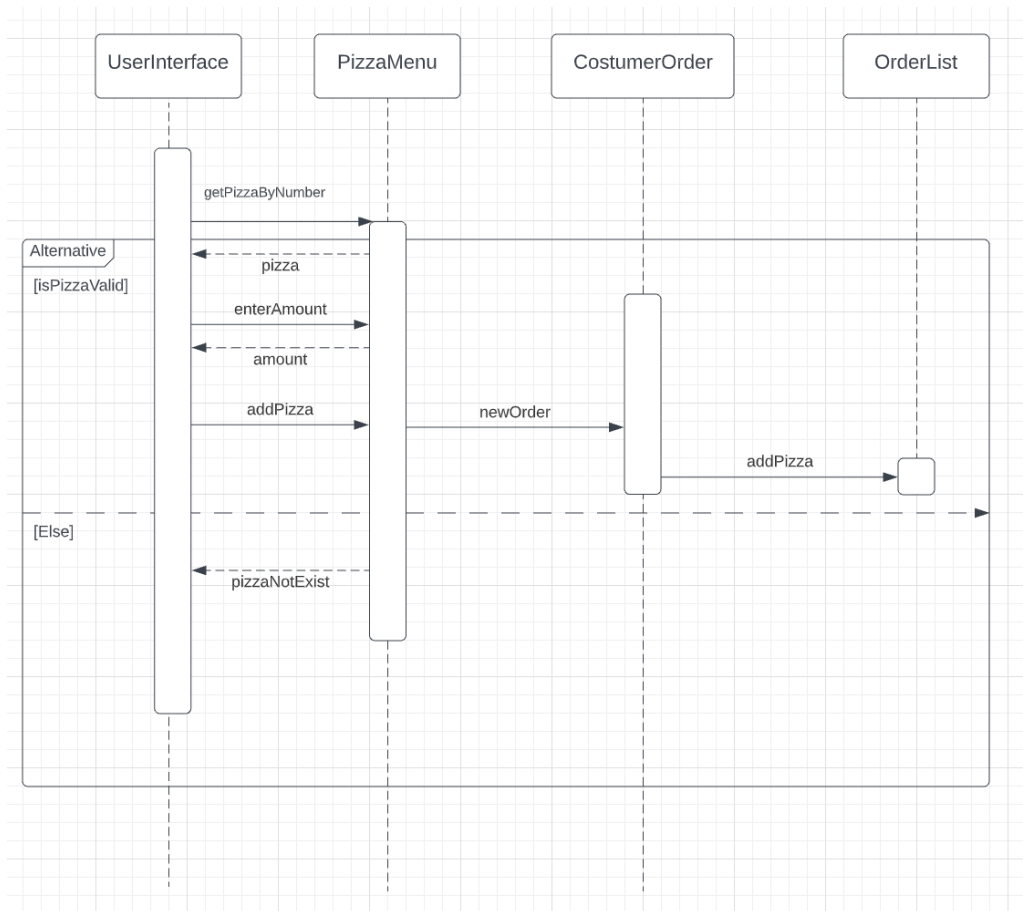 UserInterface
PizzaMenu
CostumerOrder
OrderList
getPizzaByNumber
Alternative
pizza
[isPizzaValid]
enterAmount
amount
addPizza
newOrder
addPizza
[Else]
pizzaNotExist